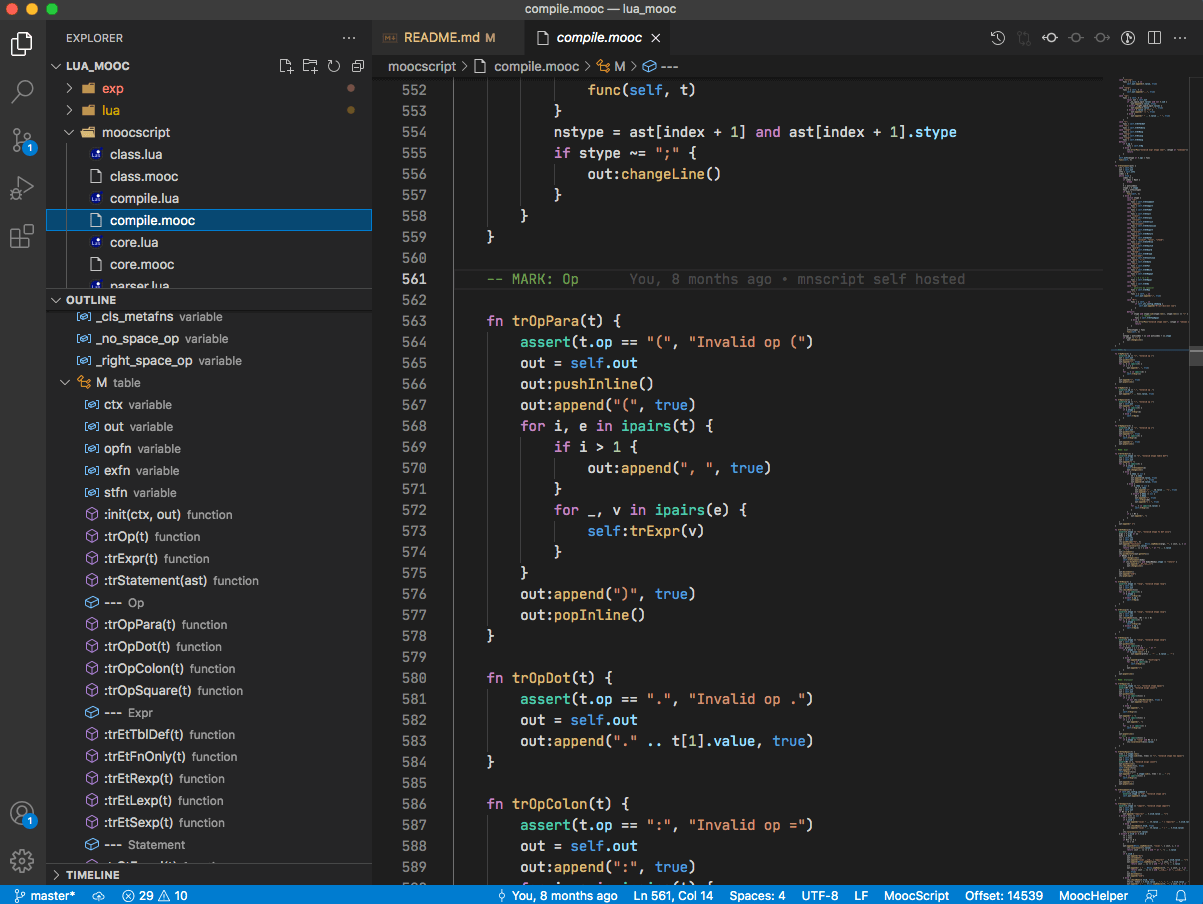 compile.mooc — lua_mooc
EXPLORER
LUA_MOOC
exp
lua
moocscript
class.lua
class.mooc
compile.lua
compile.mooc
core.lua
core.mooc
parser.lua
OUTLINE
_cls_metafns variable
_no_space_op variable
_right_space_op variable
M table
ctx variable
out variable
opfn variable
exfn variable
stfn variable
:init(ctx, out) function
:trOp(t) function
:trExpr(t) function
:trStatement(ast) function
--- Op
:trOpPara(t) function
:trOpDot(t) function
:trOpColon(t) function
:trOpSquare(t) function
--- Expr
:trEtTblDef(t) function
:trEtFnOnly(t) function
:trEtRexp(t) function
:trEtLexp(t) function
:trEtSexp(t) function
--- Statement
TIMELINE
1
1
README.md M
compile.mooc
moocscript > compile.mooc > M > ---
552 func(self, t)
553 }
554 nstype = ast[index + 1] and ast[index + 1].stype
555 if stype ~= ";" {
556 out:changeLine()
557 }
558 }
559 }
560
561 -- MARK: Op You, 8 months ago • mnscript self hosted
562
563 fn trOpPara(t) {
564 assert(t.op == "(", "Invalid op (")
565 out = self.out
566 out:pushInline()
567 out:append("(", true)
568 for i, e in ipairs(t) {
569 if i > 1 {
570 out:append(", ", true)
571 }
572 for _, v in ipairs(e) {
573 self:trExpr(v)
574 }
575 }
576 out:append(")", true)
577 out:popInline()
578 }
579
580 fn trOpDot(t) {
581 assert(t.op == ".", "Invalid op .")
582 out = self.out
583 out:append("." .. t[1].value, true)
584 }
585
586 fn trOpColon(t) {
587 assert(t.op == ":", "Invalid op =")
588 out = self.out
589 out:append(":", true)
master* 29 10 You, 8 months ago Ln 561, Col 14 Spaces: 4 UTF-8 LF MoocScript Offset: 14539 MoocHelper